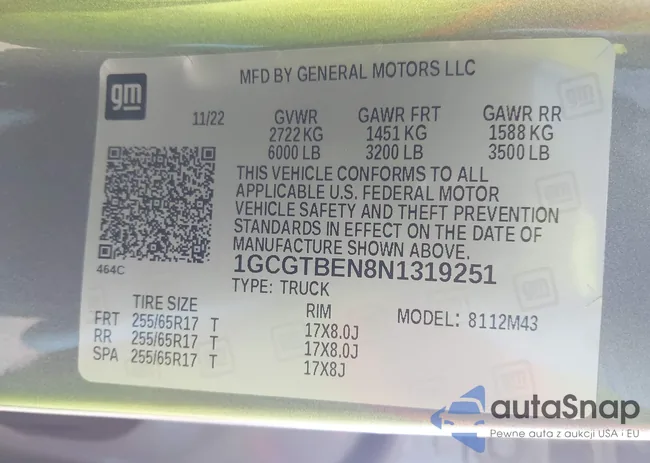 gm
MFD BY GENERAL MOTORS LLC
11/22
GVWR GAWR FRT GAWR RR
2722 KG 1451 KG 1588 KG
6000 LB 3200 LB 3500 LB
THIS VEHICLE CONFORMS TO ALL
APPLICABLE U.S. FEDERAL MOTOR
VEHICLE SAFETY AND THEFT PREVENTION
STANDARDS IN EFFECT ON THE DATE OF
MANUFACTURE SHOWN ABOVE.
464C
1GCGTBEN8N1319251
TYPE: TRUCK
TIRE SIZE RIM MODEL: 8112M43
FRT 255/65R17 T 17X8.0J
RR 255/65R17 T 17X8.0J
SPA 255/65R17 T 17X8J
autaSnap
Pewne auta z aukcji USA i EU